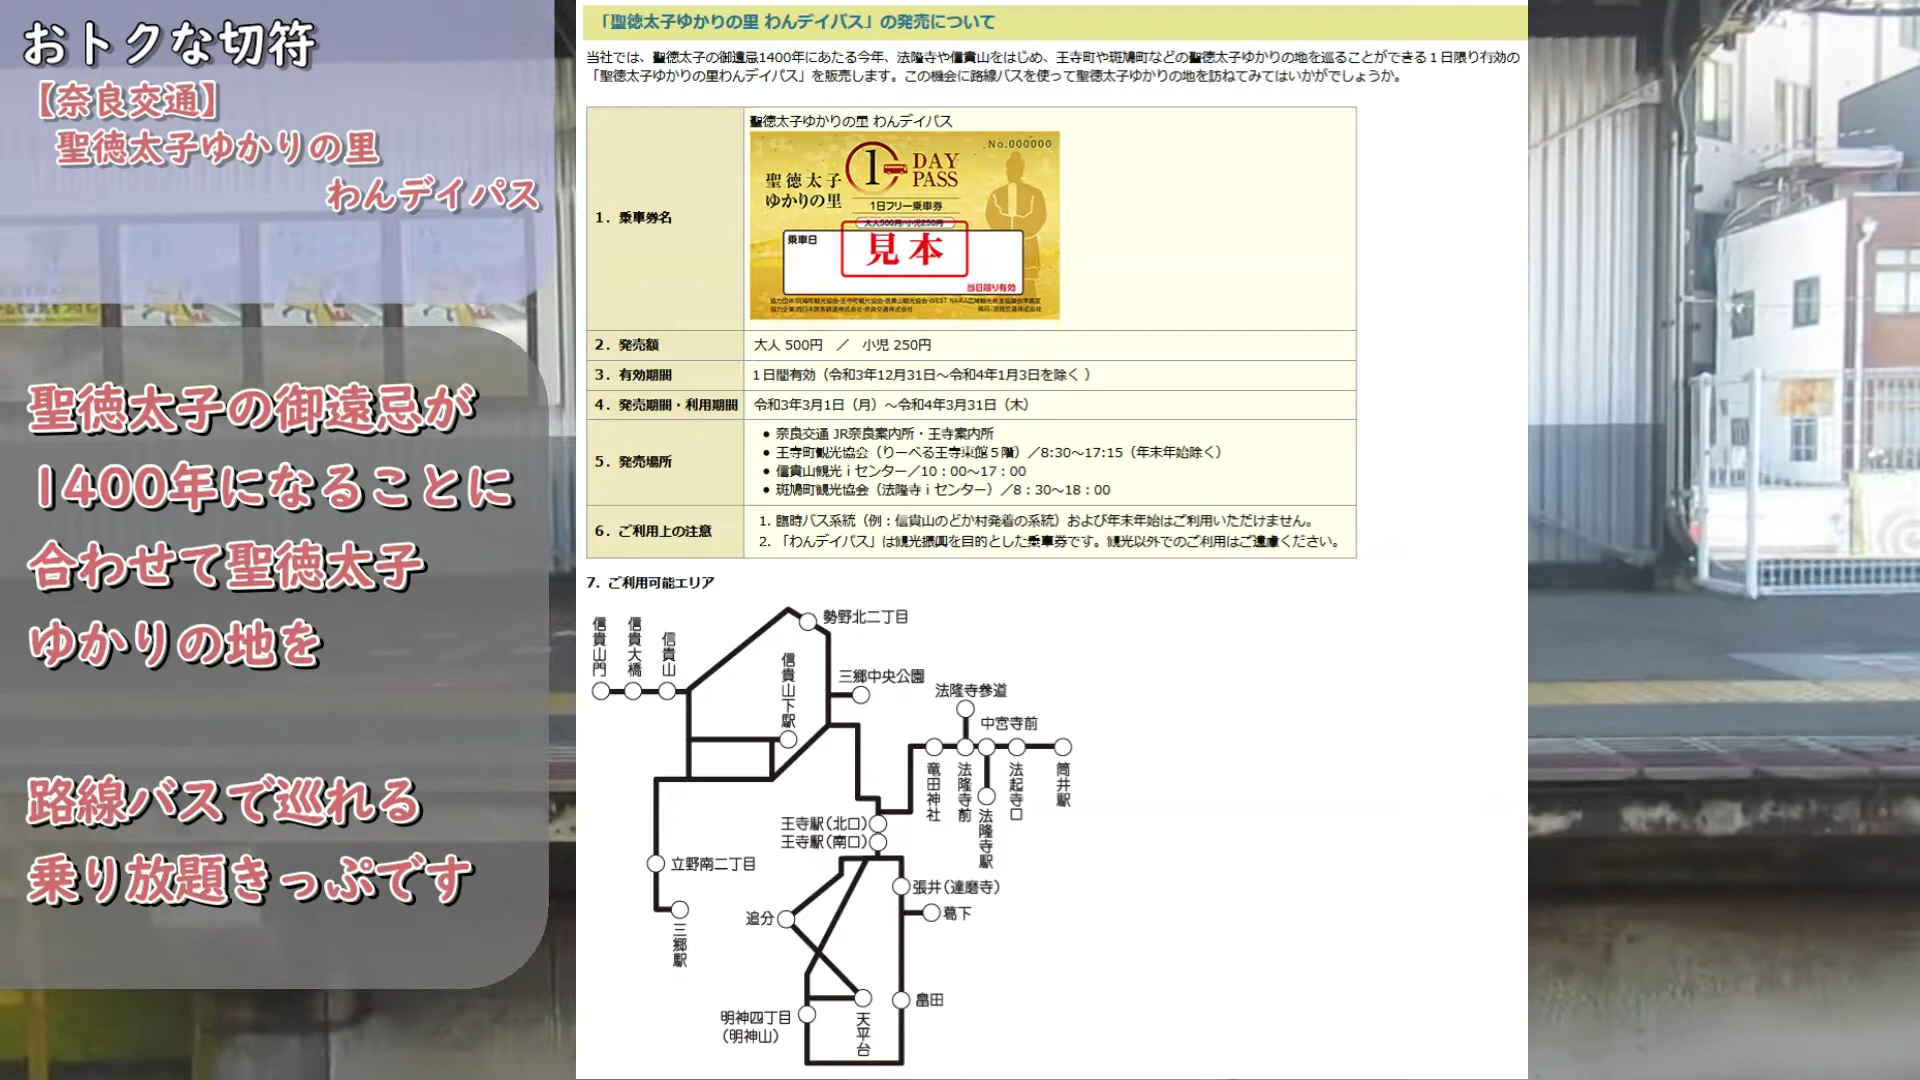 おトクな切符
【奈良交通】
聖徳太子ゆかりの里
わんデイパス
聖徳太子の御遠忌が
1400年になることに
合わせて聖徳太子
ゆかりの地を
路線バスで巡れる
乗り放題きっぷです
「聖徳太子ゆかりの里 わんデイパス」の発売について
当社では、聖徳太子の御遠忌1400年にあたる今年、法隆寺や信貴山をはじめ、王寺町や斑鳩町などの聖徳太子ゆかりの地を巡ることができる１日限り有効の
「聖徳太子ゆかりの里わんデイパス」を販売します。この機会に路線バスを使って聖徳太子ゆかりの地を訪ねてみてはいかがでしょうか。
1．乗車券名
聖徳太子ゆかりの里 わんデイパス
No.000000
聖徳太子
ゆかりの里
1 DAY PASS
1日フリー乗車券
大人500円/小児250円
乗車日
見本
当日限り有効
2．発売額
大人 500円　／　小児 250円
3．有効期間
１日間有効（令和3年12月31日～令和4年1月3日を除く ）
4．発売期間・利用期間
令和3年3月1日（月）～令和4年3月31日（木）
5．発売場所
● 奈良交通 JR奈良案内所・王寺案内所
● 王寺町観光協会（りーべる王寺東館５階）／8:30～17:15（年末年始除く）
● 信貴山観光ｉセンター／10：00～17：00
● 斑鳩町観光協会（法隆寺ｉセンター）／8：30～18：00
6．ご利用上の注意
1. 臨時バス系統（例：信貴山のどか村発着の系統）および年末年始はご利用いただけません。
2. 「わんデイパス」は観光振興を目的とした乗車券です。観光以外でのご利用はご遠慮ください。
7．ご利用可能エリア
勢野北二丁目
信貴山門
信貴大橋
信貴山
信貴山下駅
三郷中央公園
法隆寺参道
中宮寺前
竜田神社
法隆寺前
法隆寺駅
法起寺口
筒井駅
王寺駅（北口）
王寺駅（南口）
立野南二丁目
三郷駅
張井（達磨寺）
葛下
追分
畠田
明神四丁目
（明神山）
天平台